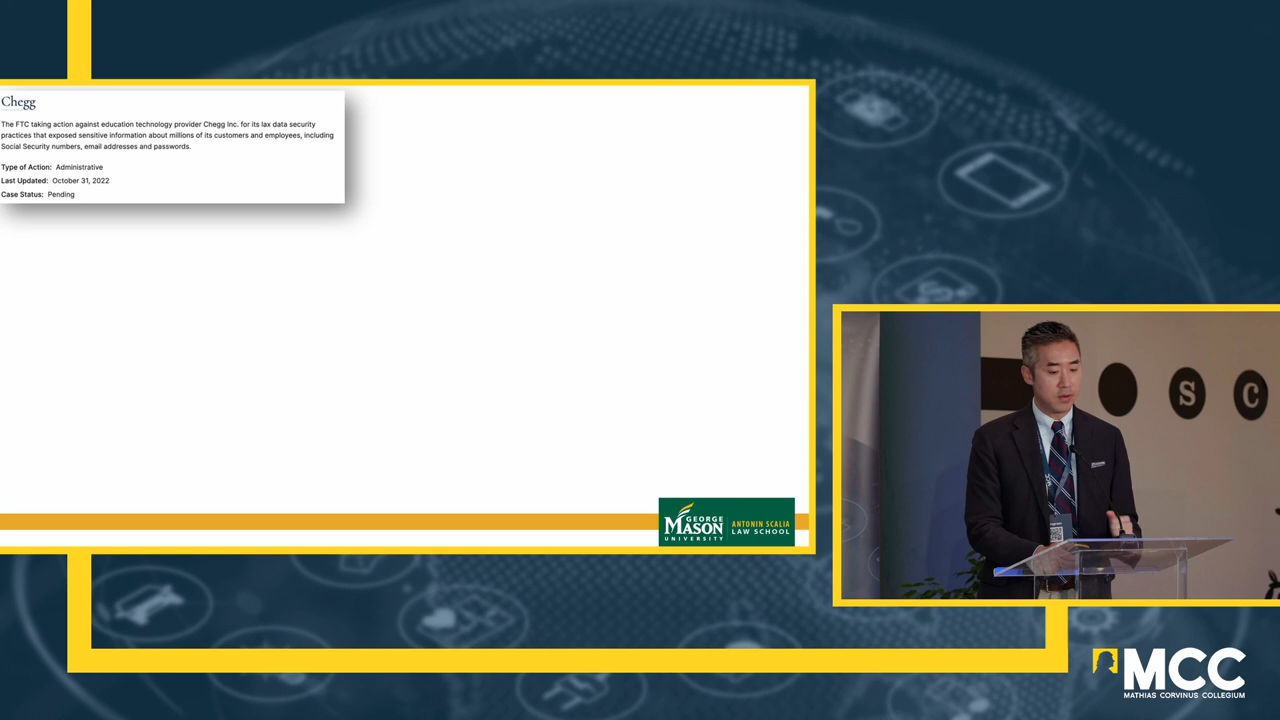 Chegg
The FTC taking action against education technology provider Chegg Inc. for its lax data security
practices that exposed sensitive information about millions of its customers and employees, including
Social Security numbers, email addresses and passwords.
Type of Action: Administrative
Last Updated: October 31, 2022
Case Status: Pending
GEORGE
MASON
UNIVERSITY
ANTONIN SCALIA
LAW SCHOOL
S C
MCC
MATHIAS CORVINUS COLLEGIUM